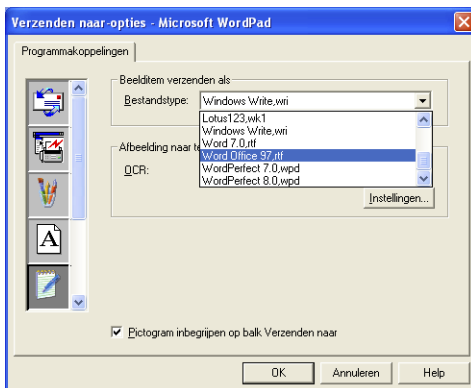 Verzenden naar-opties - Microsoft WordPad
Programmakoppelingen
Beelditem verzenden als
Bestandstype:
Windows Write,wri
Lotus123,wk1
Windows Write,wri
Word 7.0,rtf
Word Office 97,rtf
WordPerfect 7.0,wpd
WordPerfect 8.0,wpd
Afbeelding naar te
OCR:
Instellingen...
A
Pictogram inbegrijpen op balk Verzenden naar
OK
Annuleren
Help